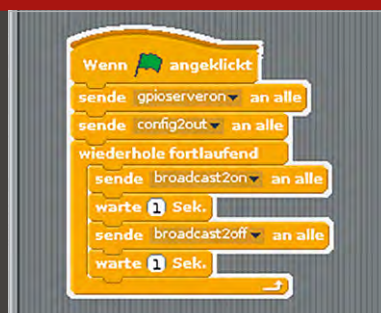 Wenn angeklickt
sende gpioserveron an alle
sende config2out an alle
wiederhole fortlaufend
sende broadcast2on an alle
warte 1 Sek.
sende broadcast2off an alle
warte 1 Sek.